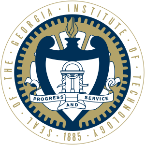 SEAL OF THE GEORGIA INSTITUTE OF TECHNOLOGY
PROGRESS AND SERVICE
1885